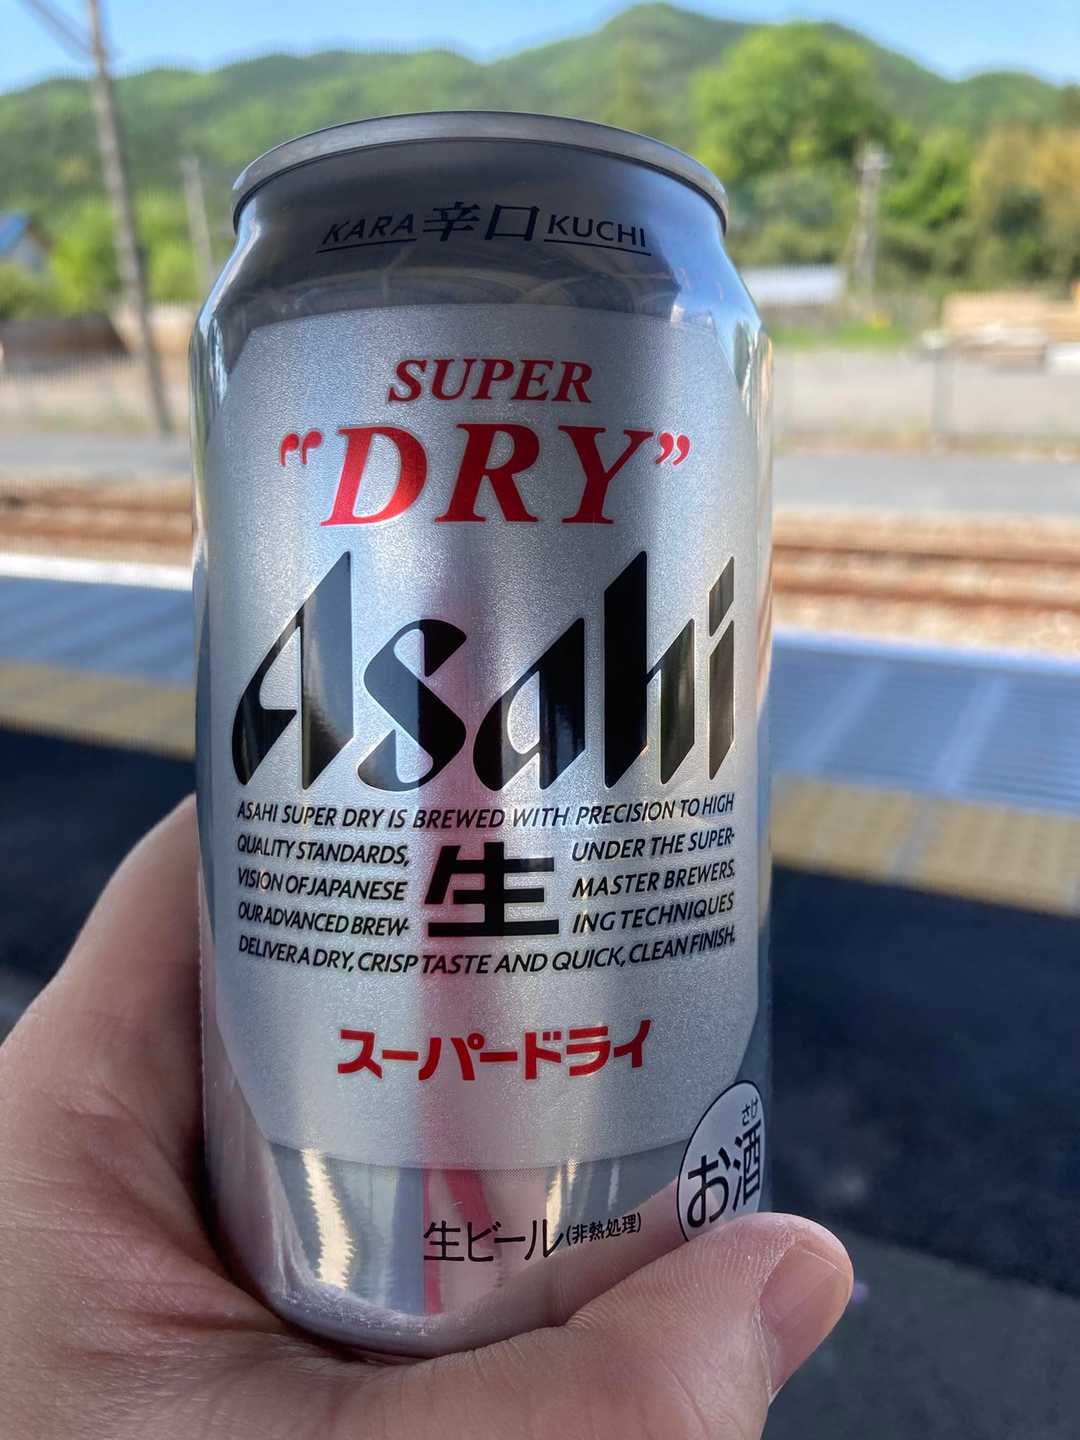 KARA 辛口 KUCHI
SUPER
“DRY”
Asahi
ASAHI SUPER DRY IS BREWED WITH PRECISION TO HIGH
QUALITY STANDARDS, UNDER THE SUPER-
VISION OF JAPANESE MASTER BREWERS.
OUR ADVANCED BREW- ING TECHNIQUES
DELIVER A DRY, CRISP TASTE AND QUICK, CLEAN FINISH.
生
スーパードライ
さけ
お酒
生ビール(非熱処理)